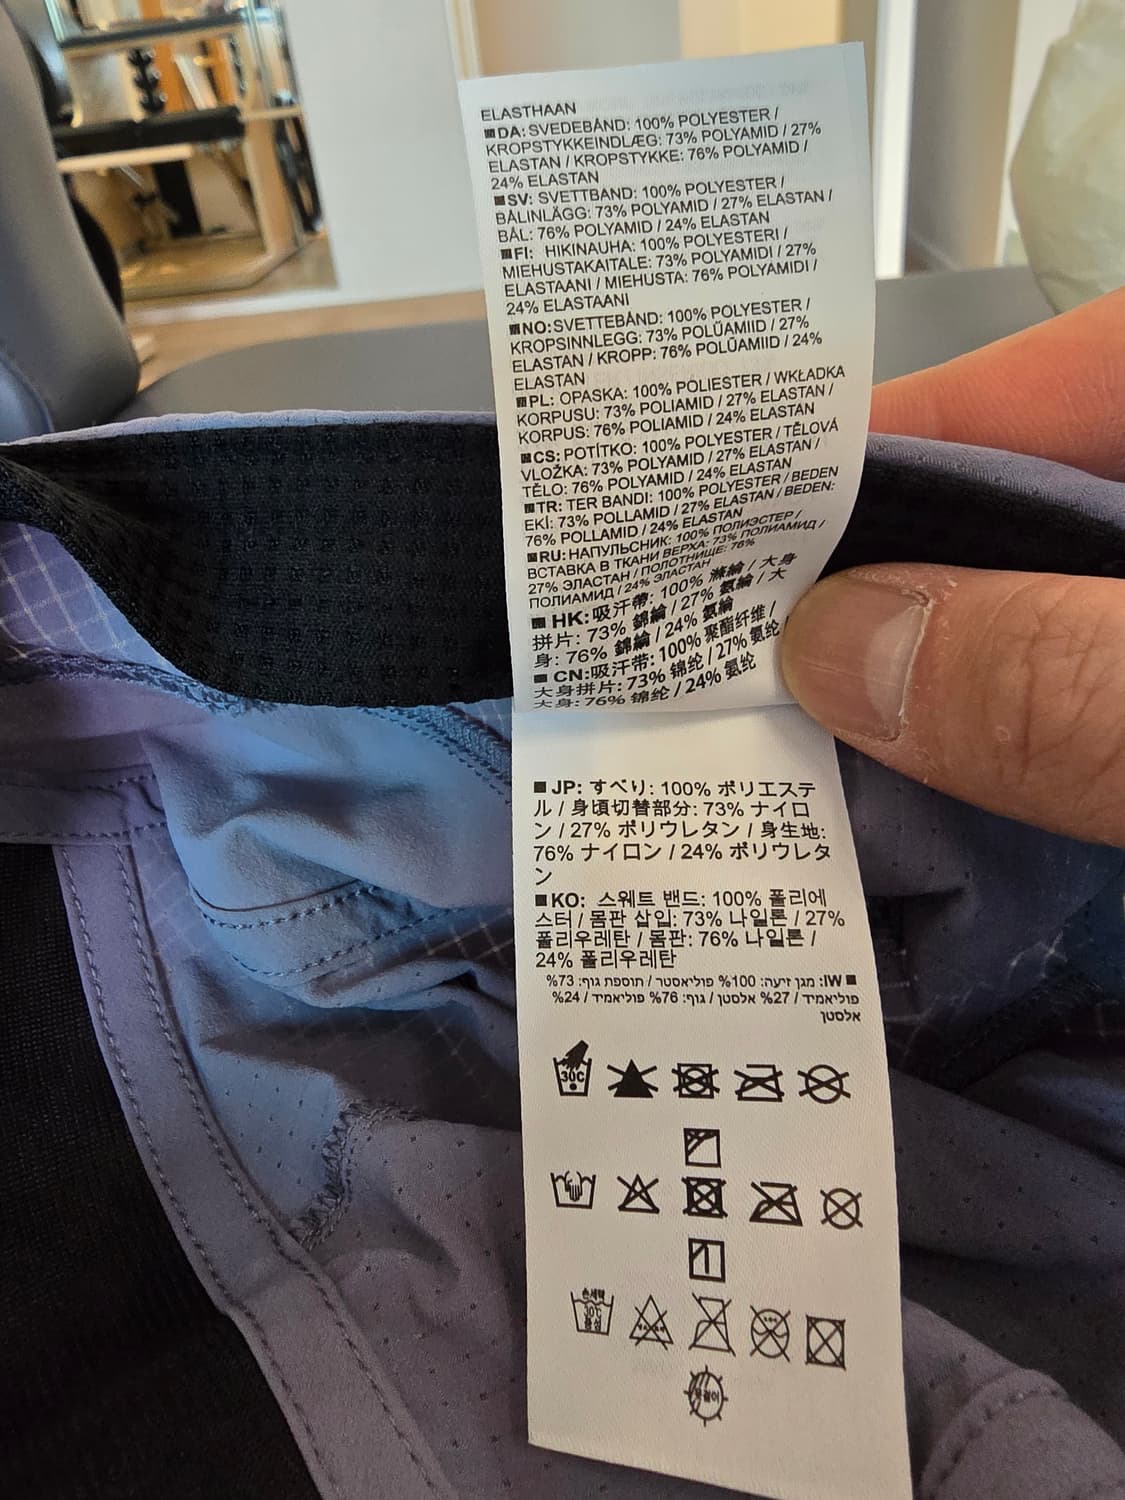 ELASTHAAN
DA: SVEDEBÅND: 100% POLYESTER /
KROPSTYKKEINDLÆG: 73% POLYAMID / 27%
ELASTAN / KROPSTYKKE: 76% POLYAMID /
24% ELASTAN
SV: SVETTBAND: 100% POLYESTER /
BÅLINLÄGG: 73% POLYAMID / 27% ELASTAN /
BÅL: 76% POLYAMID / 24% ELASTAN
FI: HIKINAUHA: 100% POLYESTERI /
MIEHUSTAKAITALE: 73% POLYAMIDI / 27%
ELASTAANI / MIEHUSTA: 76% POLYAMIDI /
24% ELASTAANI
NO:SVETTEBÅND: 100% POLYESTER /
KROPSINNLEGG: 73% POLÜAMIID / 27%
ELASTAN / KROPP: 76% POLÜAMIID / 24%
ELASTAN
PL: OPASKA: 100% POLIESTER / WKŁADKA
KORPUSU: 73% POLIAMID / 27% ELASTAN /
KORPUS: 76% POLIAMID / 24% ELASTAN
CS: POTÍTKO: 100% POLYESTER / TĚLOVÁ
VLOŽKA: 73% POLYAMID / 27% ELASTAN /
TĚLO: 76% POLYAMID / 24% ELASTAN
TR: TER BANDI: 100% POLYESTER / BEDEN
EKİ: 73% POLLAMID / 27% ELASTAN / BEDEN:
76% POLLAMID / 24% ELASTAN
RU: НАПУЛЬСНИК: 100% ПОЛИЭСТЕР /
ВСТАВКА В ТКАНИ ВЕРХА: 73% ПОЛИАМИД /
27% ЭЛАСТАН / ПОЛОТНИЩЕ: 76%
ПОЛИАМИД / 24% ЭЛАСТАН
HK: 吸汗帶: 100% 滌綸 / 大身
拼片: 73% 錦綸 / 27% 氨綸 / 大
身: 76% 錦綸 / 24% 氨綸
CN:吸汗带: 100% 聚酯纤维 /
大身拼片: 73% 锦纶 / 27% 氨纶 /
大身: 76% 锦纶 / 24% 氨纶
JP: すべり: 100% ポリエステ
ル / 身頃切替部分: 73% ナイロ
ン / 27% ポリウレタン / 身生地:
76% ナイロン / 24% ポリウレタ
ン
KO: 스웨트 밴드: 100% 폴리에
스터 / 몸판 삽입: 73% 나일론 / 27%
폴리우레탄 / 몸판: 76% 나일론 /
24% 폴리우레탄
IW: מגן זיעה: 100% פוליאסטר / תוספת גוף: 73%
פוליאמיד / 27% אלסטן / גוף: 76% פוליאמיד / 24%
אלסטן
30C
손세탁
30℃
중성
옷걸이